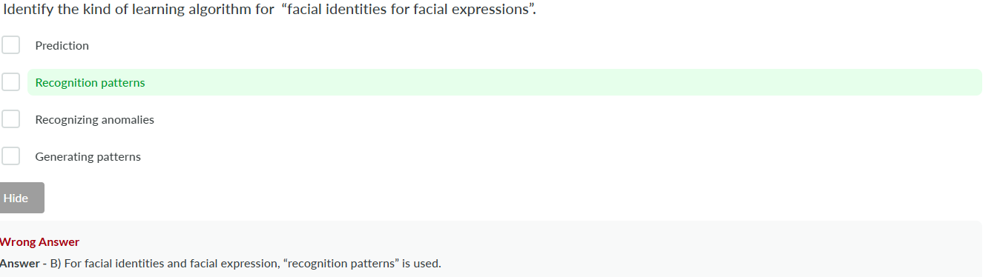 Identify the kind of learning algorithm for “facial identities for facial expressions”.
Prediction
Recognition patterns
Recognizing anomalies
Generating patterns
Hide
Wrong Answer
Answer - B) For facial identities and facial expression, “recognition patterns” is used.